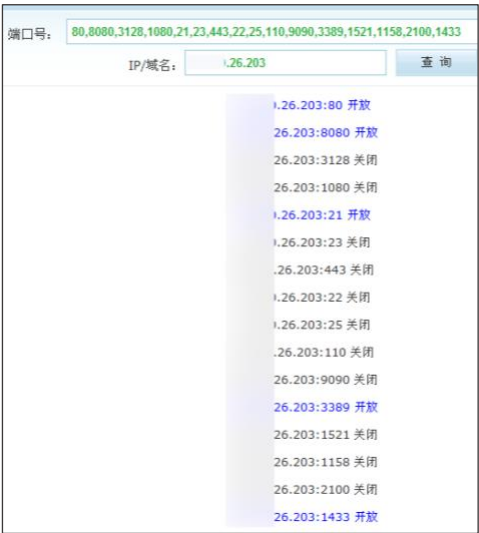 端口号： 80,8080,3128,1080,21,23,443,22,25,110,9090,3389,1521,1158,2100,1433
IP/域名： .26.203 查 询
.26.203:80 开放
26.203:8080 开放
26.203:3128 关闭
26.203:1080 关闭
.26.203:21 开放
.26.203:23 关闭
.26.203:443 关闭
.26.203:22 关闭
.26.203:25 关闭
.26.203:110 关闭
26.203:9090 关闭
26.203:3389 开放
26.203:1521 关闭
26.203:1158 关闭
26.203:2100 关闭
26.203:1433 开放